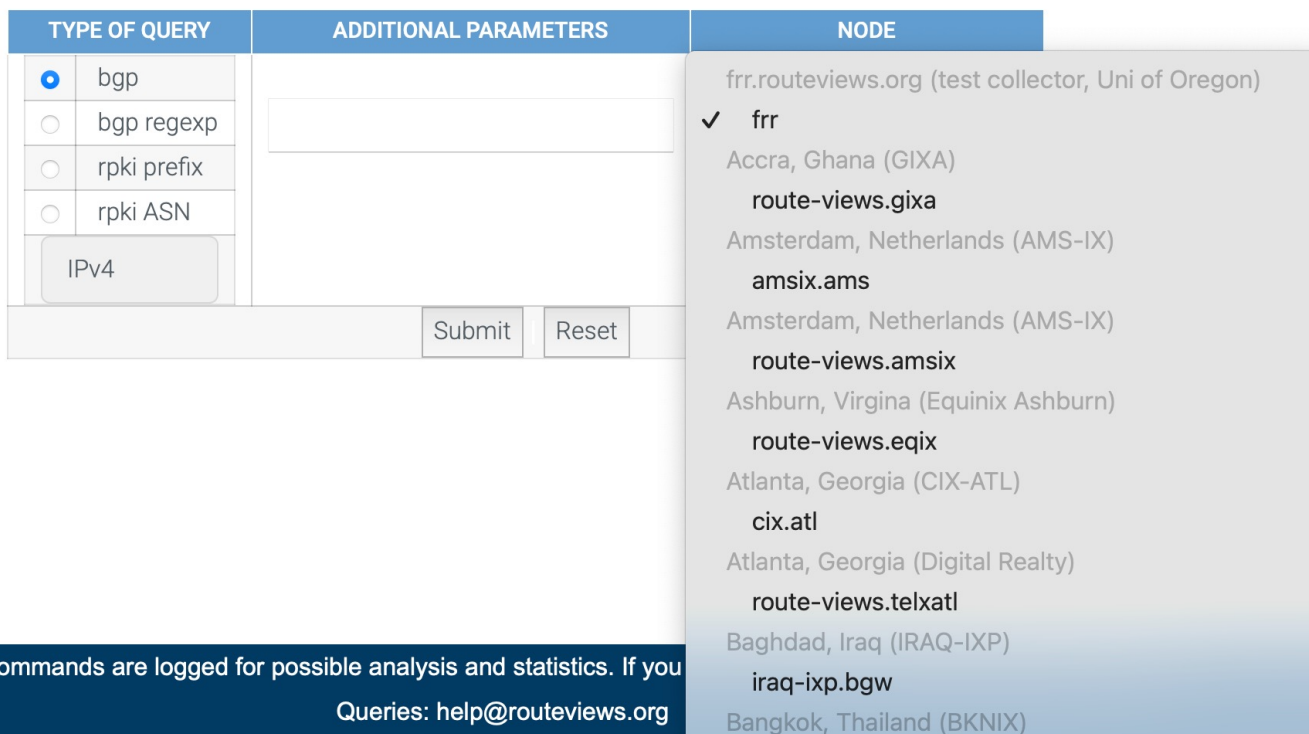 TYPE OF QUERY
ADDITIONAL PARAMETERS
NODE
bgp
bgp regexp
rpki prefix
rpki ASN
IPv4
Submit
Reset
frr.routeviews.org (test collector, Uni of Oregon)
✓ frr
Accra, Ghana (GIXA)
route-views.gixa
Amsterdam, Netherlands (AMS-IX)
amsix.ams
Amsterdam, Netherlands (AMS-IX)
route-views.amsix
Ashburn, Virgina (Equinix Ashburn)
route-views.eqix
Atlanta, Georgia (CIX-ATL)
cix.atl
Atlanta, Georgia (Digital Realty)
route-views.telxatl
Baghdad, Iraq (IRAQ-IXP)
iraq-ixp.bgw
Bangkok, Thailand (BKNIX)
ommands are logged for possible analysis and statistics. If you
Queries: help@routeviews.org